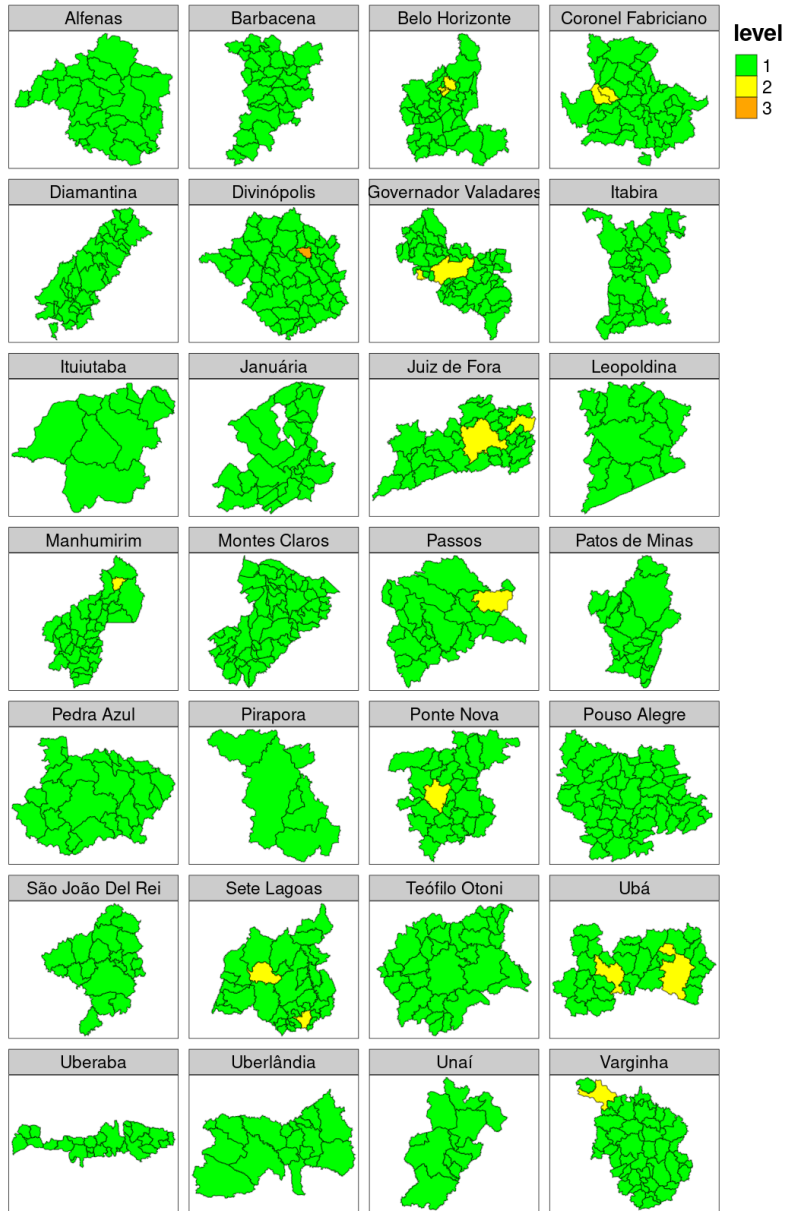 Alfenas
Barbacena
Belo Horizonte
Coronel Fabriciano
level
1
2
3
Diamantina
Divinópolis
Governador Valadares
Itabira
Ituiutaba
Januária
Juiz de Fora
Leopoldina
Manhumirim
Montes Claros
Passos
Patos de Minas
Pedra Azul
Pirapora
Ponte Nova
Pouso Alegre
São João Del Rei
Sete Lagoas
Teófilo Otoni
Ubá
Uberaba
Uberlândia
Unaí
Varginha